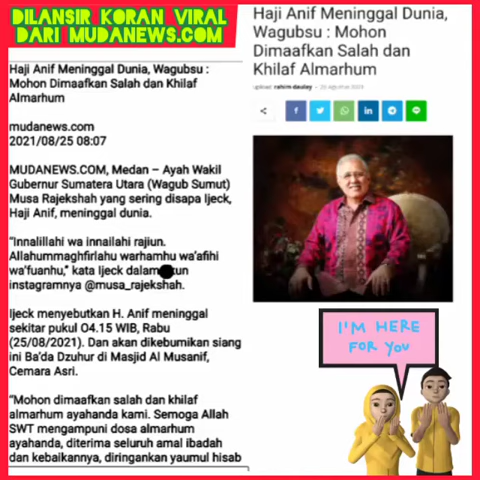 DILANSIR KORAN VIRAL
DARI MUDANEWS.COM
Haji Anif Meninggal Dunia, Wagubsu :
Mohon Dimaafkan Salah dan Khilaf
Almarhum
mudanews.com
2021/08/25 08:07
MUDANEWS.COM, Medan – Ayah Wakil
Gubernur Sumatera Utara (Wagub Sumut)
Musa Rajekshah yang sering disapa Ijeck,
Haji Anif, meninggal dunia.
“Innalillahi wa innailahi rajiun.
Allahummaghfirlahu warhamhu wa’afihi
wa’fuanhu,” kata Ijeck dalam kun
instagramnya @musa_rajekshah.
Ijeck menyebutkan H. Anif meninggal
sekitar pukul 04.15 WIB, Rabu
(25/08/2021). Dan akan dikebumikan siang
ini Ba’da Dzuhur di Masjid Al Musanif,
Cemara Asri.
“Mohon dimaafkan salah dan khilaf
almarhum ayahanda kami. Semoga Allah
SWT mengampuni dosa almarhum
ayahanda, diterima seluruh amal ibadah
dan kebaikannya, diringankan yaumul hisab
Haji Anif Meninggal Dunia,
Wagubsu : Mohon
Dimaafkan Salah dan
Khilaf Almarhum
upload rahim daulay
I'M HERE
FOR YOU